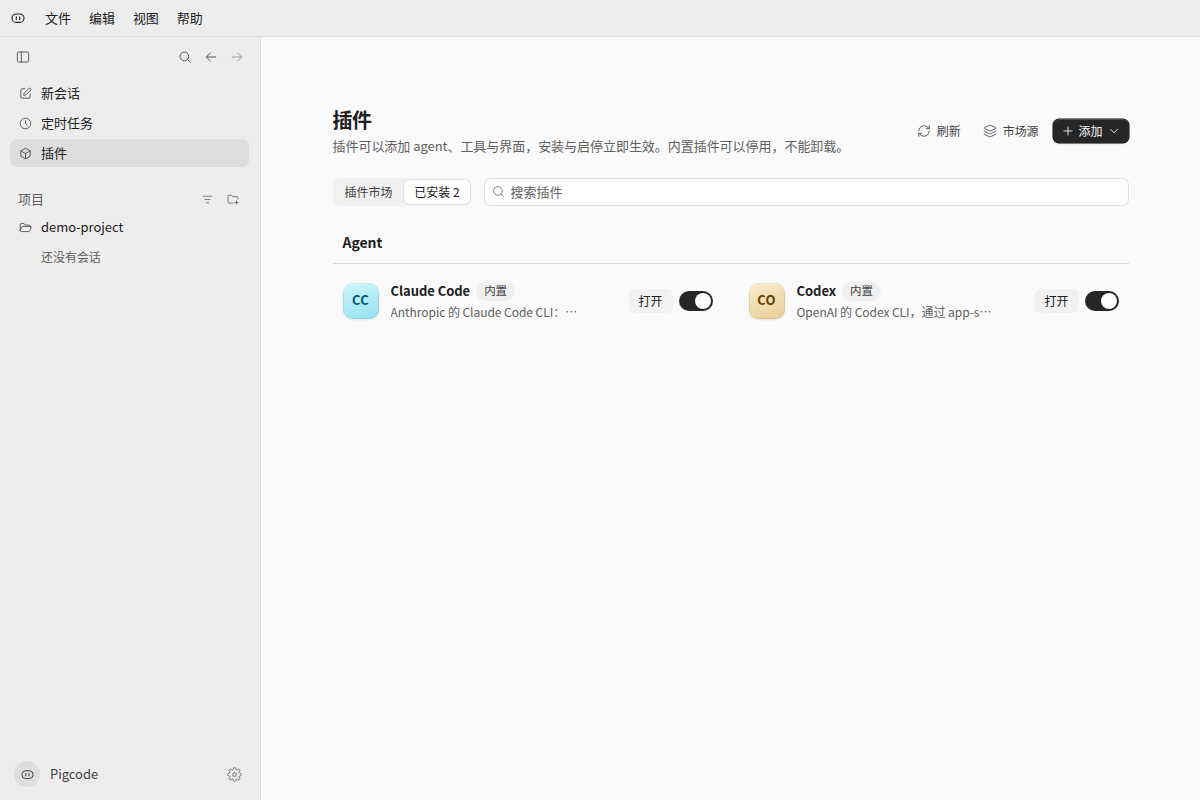 文件 编辑 视图 帮助
新会话
定时任务
插件
项目
demo-project
还没有会话
Pigcode
插件
插件可以添加 agent、工具与界面，安装与启停立即生效。内置插件可以停用，不能卸载。
刷新 市场源 添加
插件市场 已安装 2 搜索插件
Agent
CC Claude Code 内置
Anthropic 的 Claude Code CLI：…
打开
CO Codex 内置
OpenAI 的 Codex CLI，通过 app-s…
打开